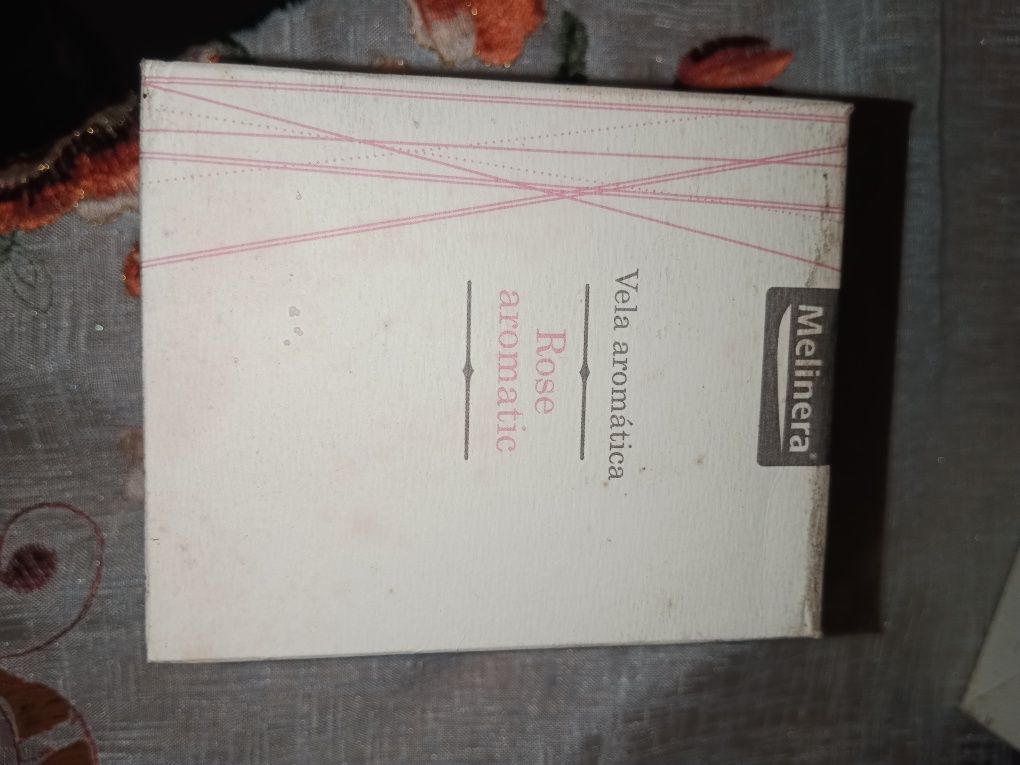 Melinera®
Vela aromática
Rose
aromatic